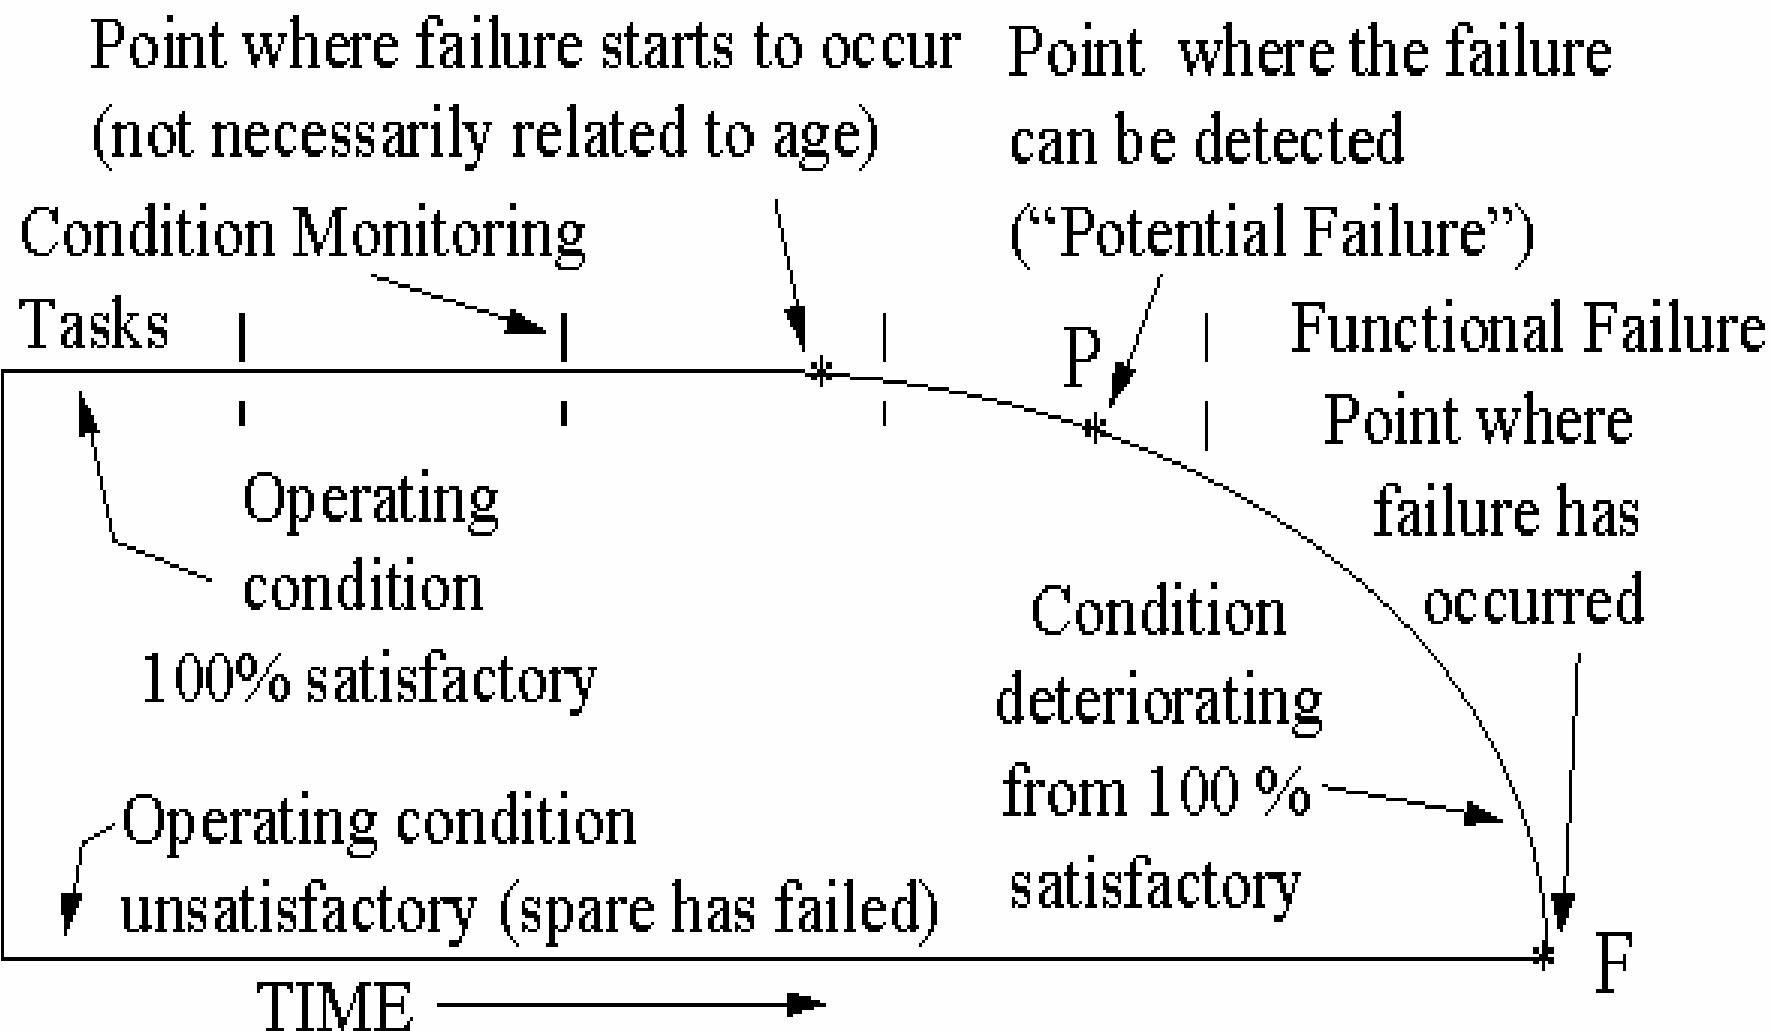 Point where failure starts to occur
(not necessarily related to age)
Point where the failure
can be detected
(“Potential Failure”)
Condition Monitoring
Tasks
P
Functional Failure
Point where
failure has
occurred
Operating
condition
100% satisfactory
Condition
deteriorating
from 100 %
satisfactory
Operating condition
unsatisfactory (spare has failed)
F
TIME